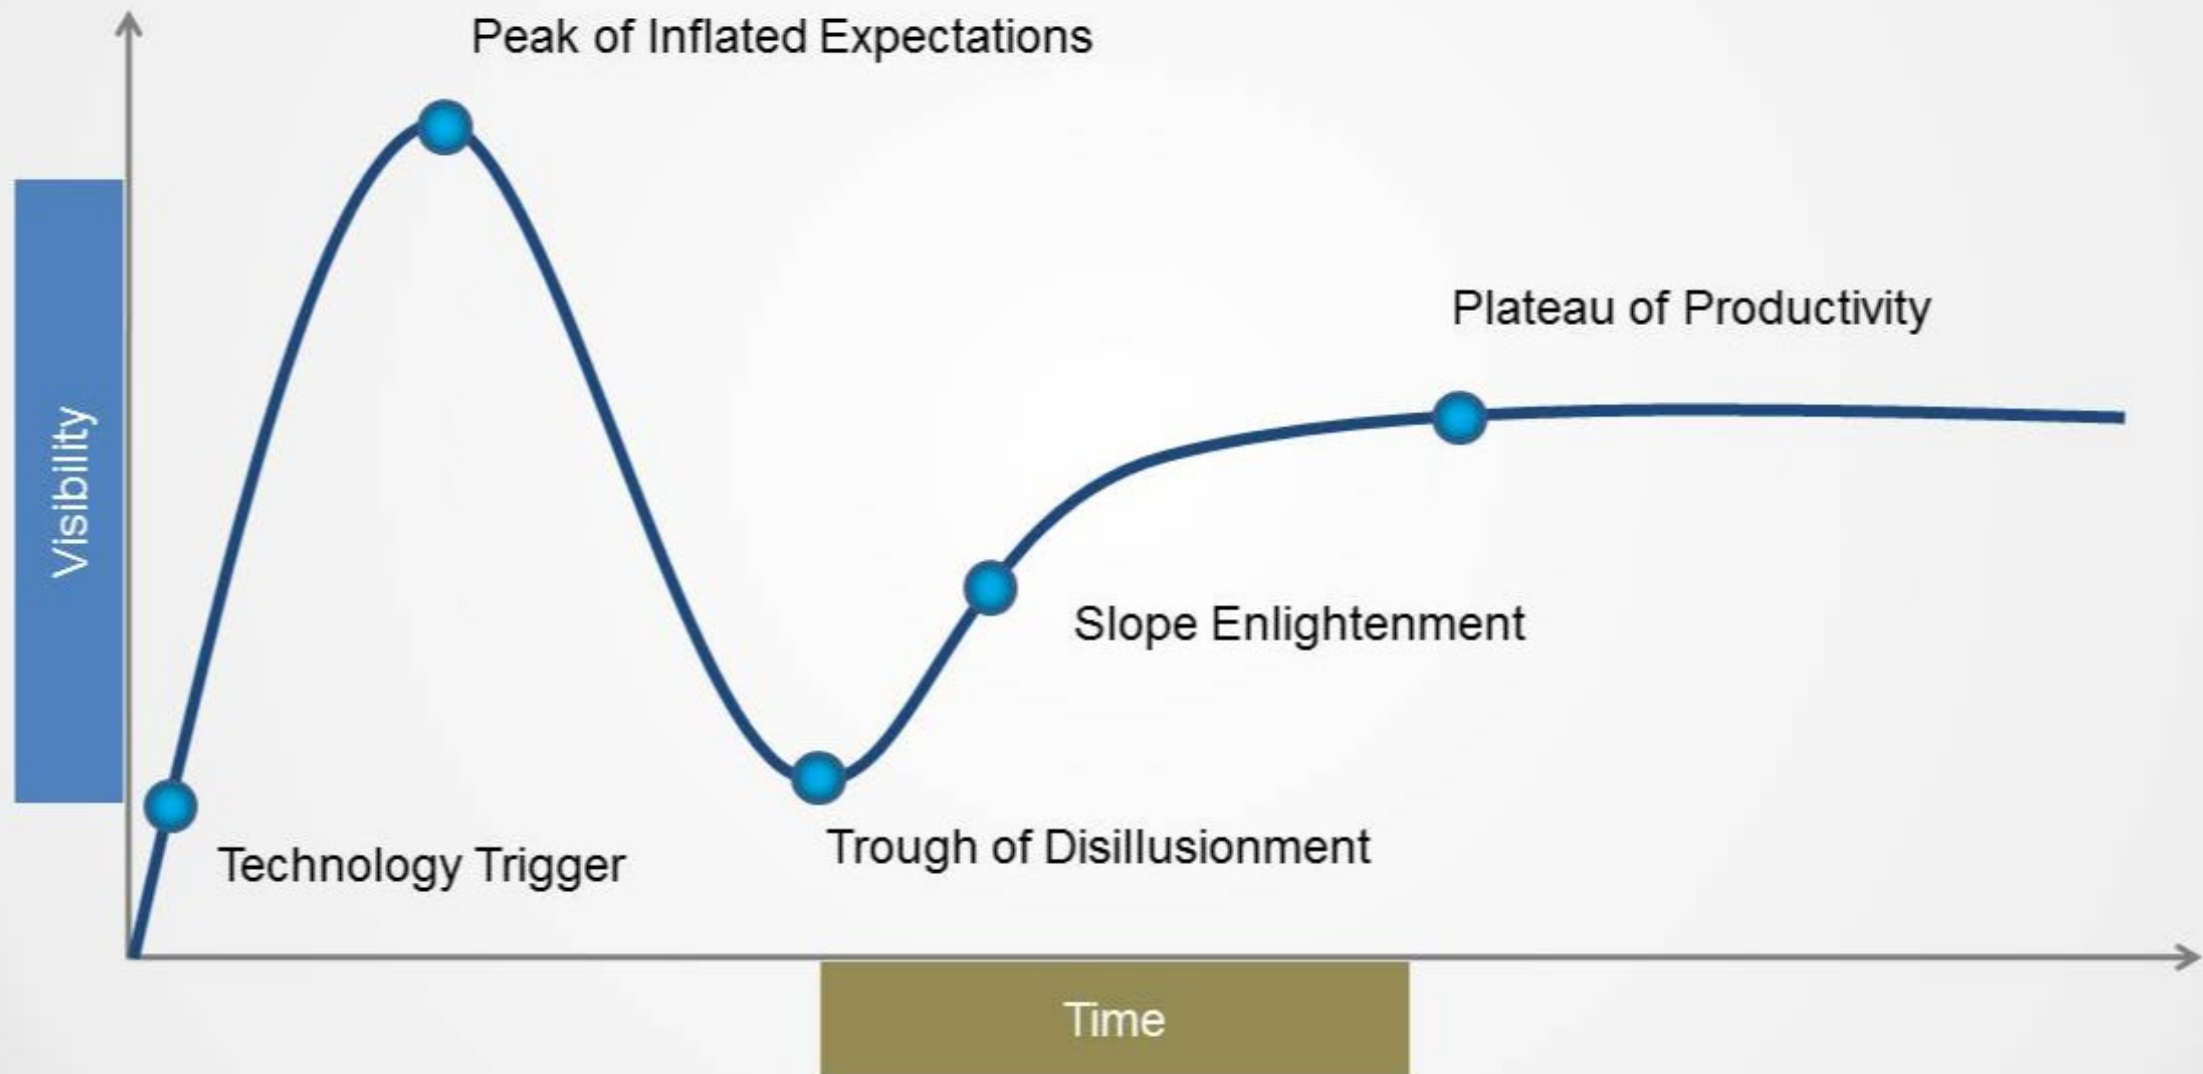 Peak of Inflated Expectations
Plateau of Productivity
Visibility
Slope Enlightenment
Trough of Disillusionment
Technology Trigger
Time